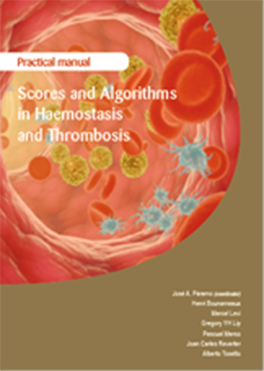 Practical manual
Scores and Algorithms
in Haemostasis
and Thrombosis
José A. Páramo (coordinator)
Henri Bounameaux
Marcel Levi
Gregory YH Lip
Pascual Marco
Juan Carlos Reverter
Alberto Tosetto